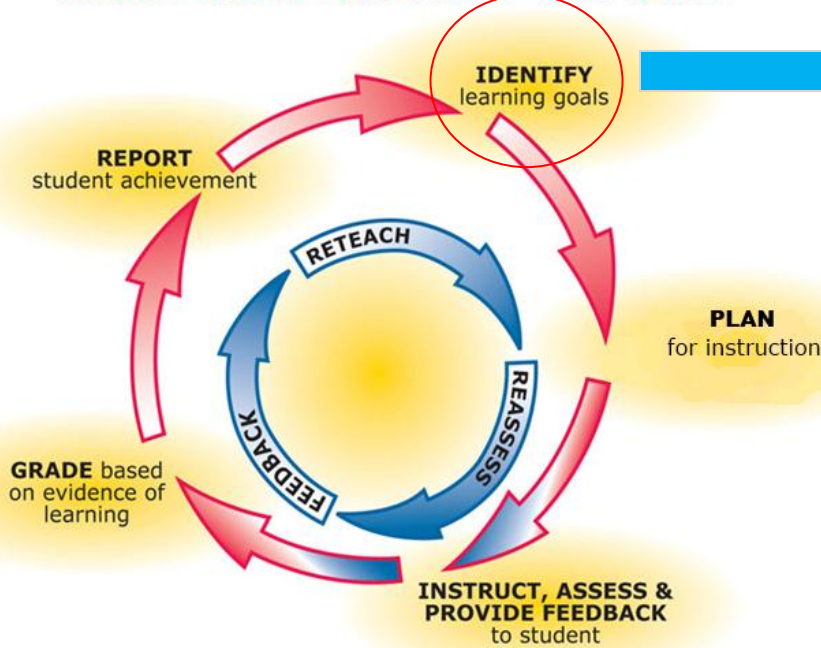 IDENTIFY
learning goals
REPORT
student achievement
RETEACH
PLAN
for instruction
REASSESS
FEEDBACK
GRADE based
on evidence of
learning
INSTRUCT, ASSESS &
PROVIDE FEEDBACK
to student